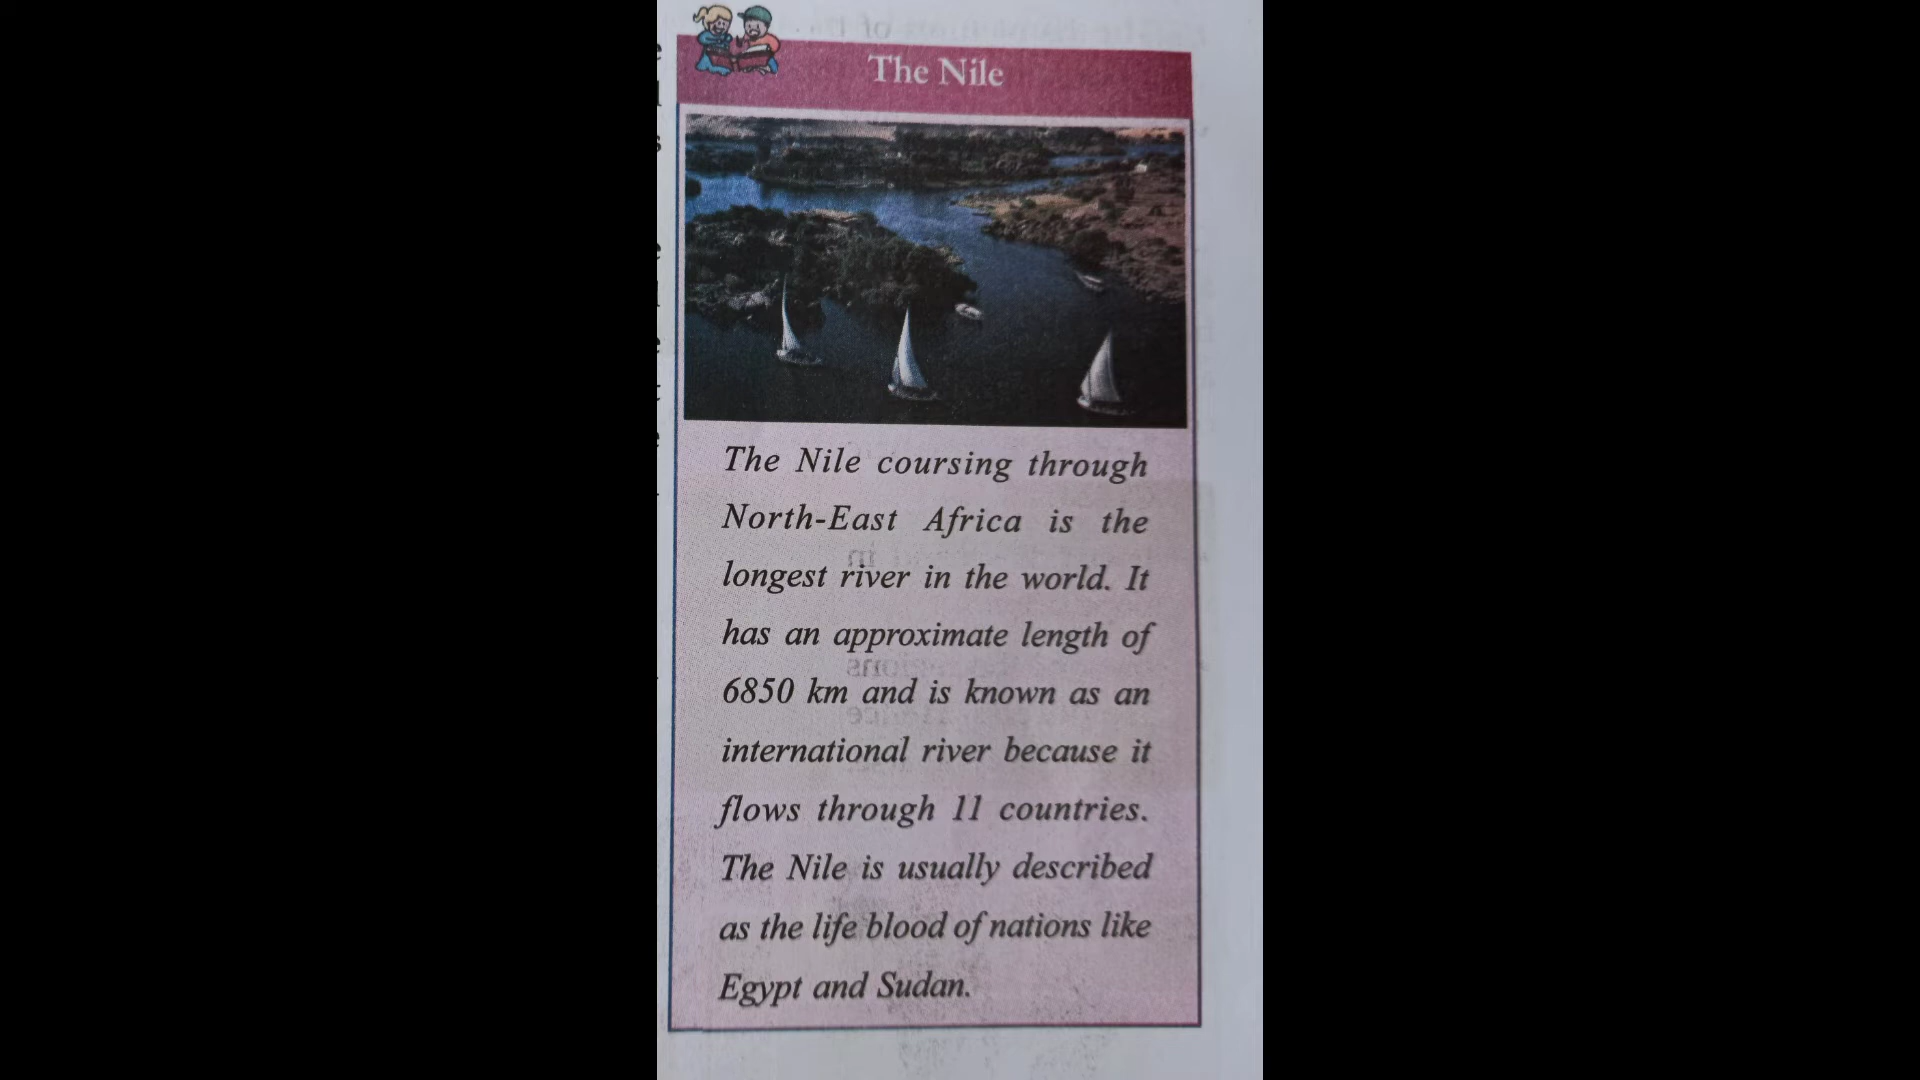 The Nile
The Nile coursing through
North-East Africa is the
longest river in the world. It
has an approximate length of
6850 km and is known as an
international river because it
flows through 11 countries.
The Nile is usually described
as the life blood of nations like
Egypt and Sudan.